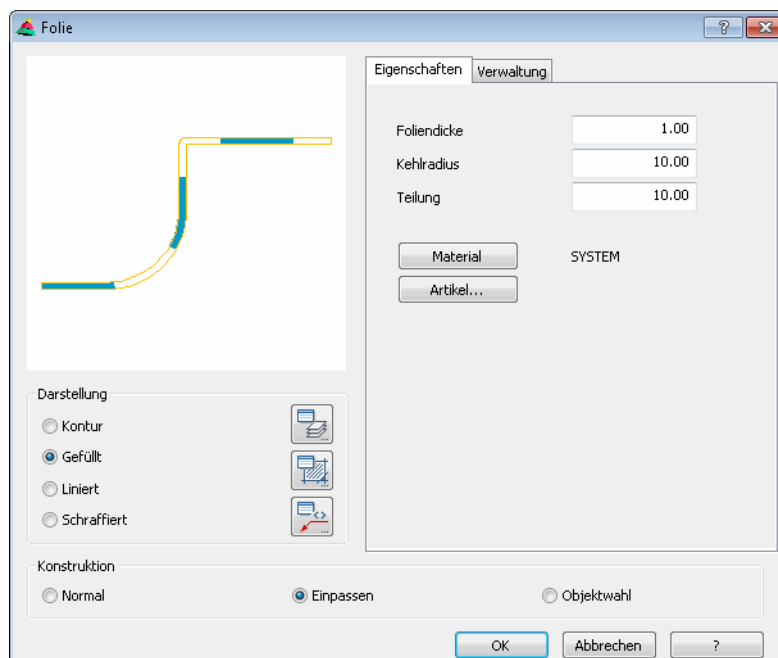 Folie
Eigenschaften Verwaltung
Foliendicke 1.00
Kehlradius 10.00
Teilung 10.00
Material SYSTEM
Artikel...
Darstellung
Kontur
Gefüllt
Liniert
Schraffiert
Konstruktion
Normal Einpassen Objektwahl
OK Abbrechen ?